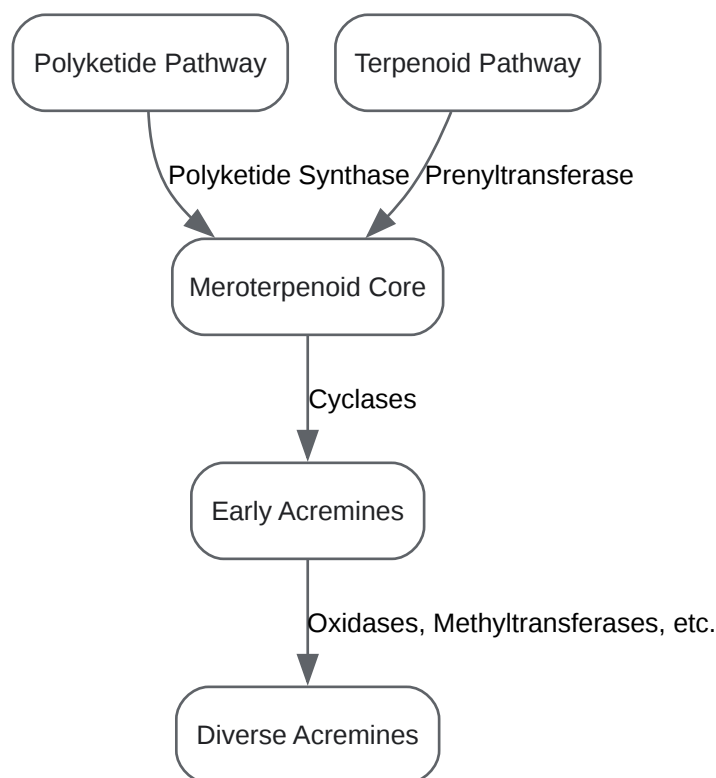 Polyketide Pathway
Terpenoid Pathway
Polyketide Synthase
Prenyltransferase
Meroterpenoid Core
Cyclases
Early Acremines
Oxidases, Methyltransferases, etc.
Diverse Acremines